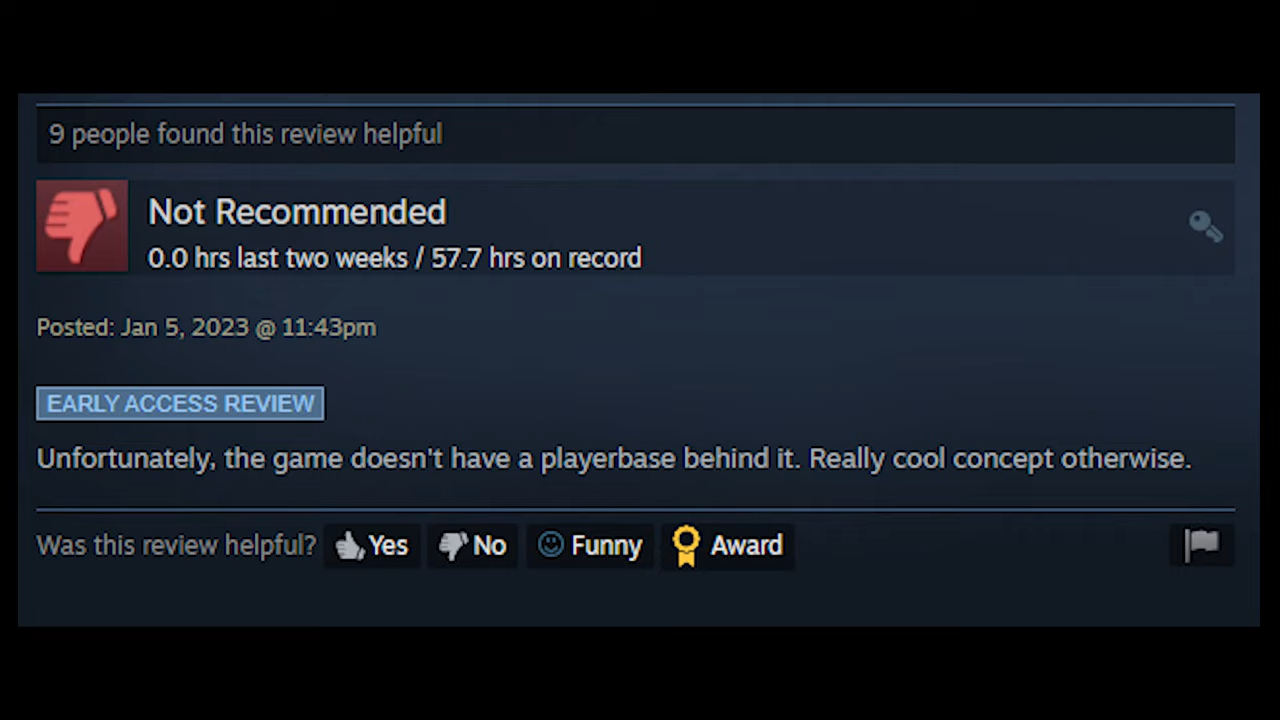 9 people found this review helpful
Not Recommended
0.0 hrs last two weeks / 57.7 hrs on record
Posted: Jan 5, 2023 @ 11:43pm
EARLY ACCESS REVIEW
Unfortunately, the game doesn't have a playerbase behind it. Really cool concept otherwise.
Was this review helpful? Yes No Funny Award